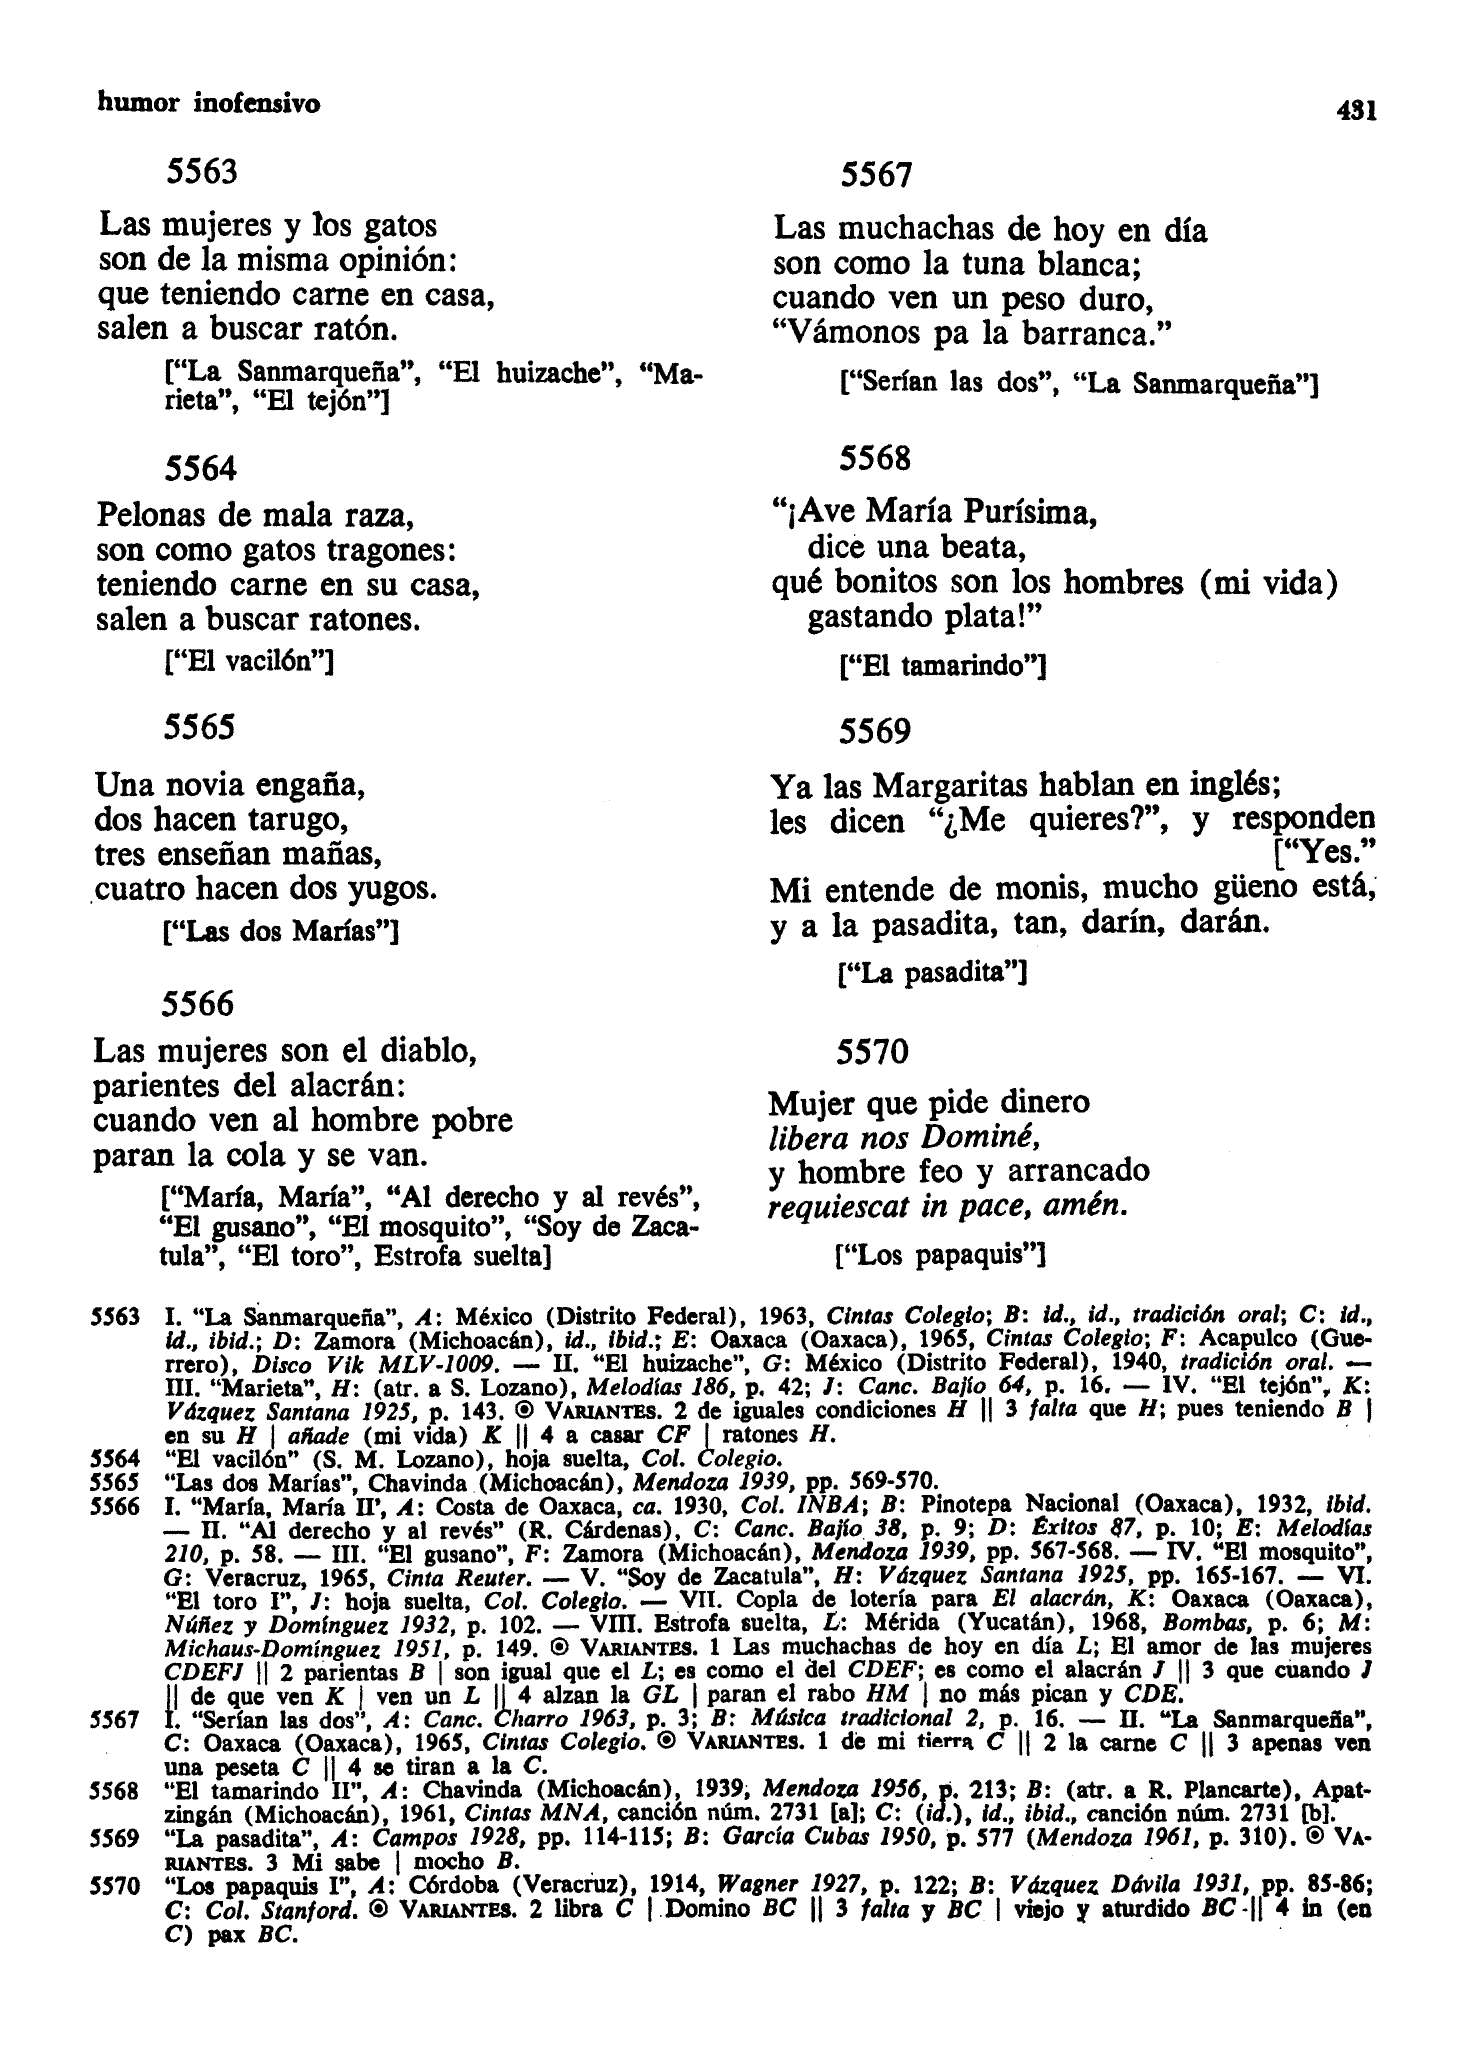 humor inofensivo
431
5563
Las mujeres y los gatos
son de la misma opinión:
que teniendo carne en casa,
salen a buscar ratón.
[“La Sanmarqueña”, “El huizache”, “Ma-
rieta”, “El tejón”]
5564
Pelonas de mala raza,
son como gatos tragones:
teniendo carne en su casa,
salen a buscar ratones.
[“El vacilón”]
5565
Una novia engaña,
dos hacen tarugo,
tres enseñan mañas,
cuatro hacen dos yugos.
[“Las dos Marías”]
5566
Las mujeres son el diablo,
parientes del alacrán:
cuando ven al hombre pobre
paran la cola y se van.
[“María, María”, “Al derecho y al revés”,
“El gusano”, “El mosquito”, “Soy de Zaca-
tula”, “El toro”, Estrofa suelta]
5567
Las muchachas de hoy en día
son como la tuna blanca;
cuando ven un peso duro,
“Vámonos pa la barranca.”
[“Serían las dos”, “La Sanmarqueña”]
5568
“¡Ave María Purísima,
dice una beata,
qué bonitos son los hombres (mi vida)
gastando plata!”
[“El tamarindo”]
5569
Ya las Margaritas hablan en inglés;
les dicen “¿Me quieres?”, y responden
[“Yes.”
Mi entende de monis, mucho güeno está,
y a la pasadita, tan, darín, darán.
[“La pasadita”]
5570
Mujer que pide dinero
libera nos Dominé,
y hombre feo y arrancado
requiescat in pace, amén.
[“Los papaquis”]
5563 I. “La Sanmarqueña”, A: México (Distrito Federal), 1963, Cintas Colegio; B: id., id., tradición oral; C: id.,
id., ibid.; D: Zamora (Michoacán), id., ibid.; E: Oaxaca (Oaxaca), 1965, Cintas Colegio; F: Acapulco (Gue-
rrero), Disco Vik MLV-1009. — II. “El huizache”, G: México (Distrito Federal), 1940, tradición oral. —
III. “Marieta”, H: (atr. a S. Lozano), Melodías 186, p. 42; J: Canc. Bajío 64, p. 16. — IV. “El tejón”, K:
Vázquez Santana 1925, p. 143. ⊙ VARIANTES. 2 de iguales condiciones H || 3 falta que H; pues teniendo B |
en su H | añade (mi vida) K || 4 a casar CF | ratones H.
5564 “El vacilón” (S. M. Lozano), hoja suelta, Col. Colegio.
5565 “Las dos Marías”, Chavinda (Michoacán), Mendoza 1939, pp. 569-570.
5566 I. “María, María II’, A: Costa de Oaxaca, ca. 1930, Col. INBA; B: Pinotepa Nacional (Oaxaca), 1932, ibid.
— II. “Al derecho y al revés” (R. Cárdenas), C: Canc. Bajío 38, p. 9; D: Éxitos 87, p. 10; E: Melodías
210, p. 58. — III. “El gusano”, F: Zamora (Michoacán), Mendoza 1939, pp. 567-568. — IV. “El mosquito”,
G: Veracruz, 1965, Cinta Reuter. — V. “Soy de Zacatula”, H: Vázquez Santana 1925, pp. 165-167. — VI.
“El toro I”, J: hoja suelta, Col. Colegio. — VII. Copla de lotería para El alacrán, K: Oaxaca (Oaxaca),
Núñez y Domínguez 1932, p. 102. — VIII. Estrofa suelta, L: Mérida (Yucatán), 1968, Bombas, p. 6; M:
Michaus-Domínguez 1951, p. 149. ⊙ VARIANTES. 1 Las muchachas de hoy en día L; El amor de las mujeres
CDEFJ || 2 parientas B | son igual que el L; es como el del CDEF; es como el alacrán J || 3 que cuando J
|| de que ven K | ven un L || 4 alzan la GL | paran el rabo HM | no más pican y CDE.
5567 I. “Serían las dos”, A: Canc. Charro 1963, p. 3; B: Música tradicional 2, p. 16. — II. “La Sanmarqueña”,
C: Oaxaca (Oaxaca), 1965, Cintas Colegio. ⊙ VARIANTES. 1 de mi tierra C || 2 la carne C || 3 apenas ven
una peseta C || 4 se tiran a la C.
5568 “El tamarindo II”, A: Chavinda (Michoacán), 1939, Mendoza 1956, p. 213; B: (atr. a R. Plancarte), Apat-
zingán (Michoacán), 1961, Cintas MNA, canción núm. 2731 [a]; C: (id.), id., ibid., canción núm. 2731 [b].
5569 “La pasadita”, A: Campos 1928, pp. 114-115; B: García Cubas 1950, p. 577 (Mendoza 1961, p. 310). ⊙ VA-
RIANTES. 3 Mi sabe | mocho B.
5570 “Los papaquis I”, A: Córdoba (Veracruz), 1914, Wagner 1927, p. 122; B: Vázquez Dávila 1931, pp. 85-86;
C: Col. Stanford. ⊙ VARIANTES. 2 libra C | Domino BC || 3 falta y BC | viejo y aturdido BC || 4 in (en
C) pax BC.